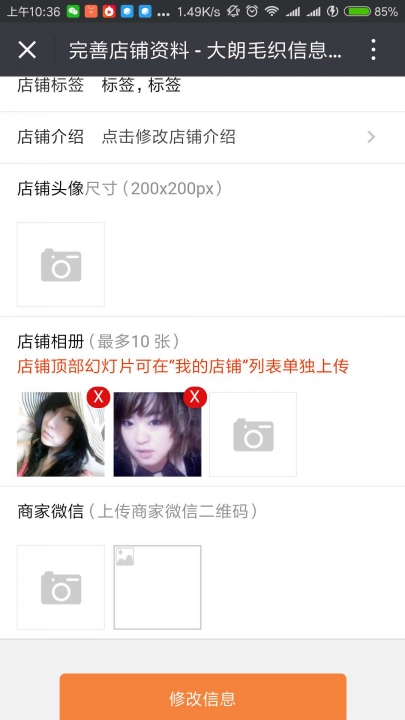 上午10:36 ... 1.49K/s 85%
完善店铺资料 - 大朗毛织信息...
店铺标签 标签，标签
店铺介绍 点击修改店铺介绍
店铺头像尺寸（200x200px）
店铺相册（最多10 张）
店铺顶部幻灯片可在“我的店铺”列表单独上传
X X
商家微信（上传商家微信二维码）
修改信息